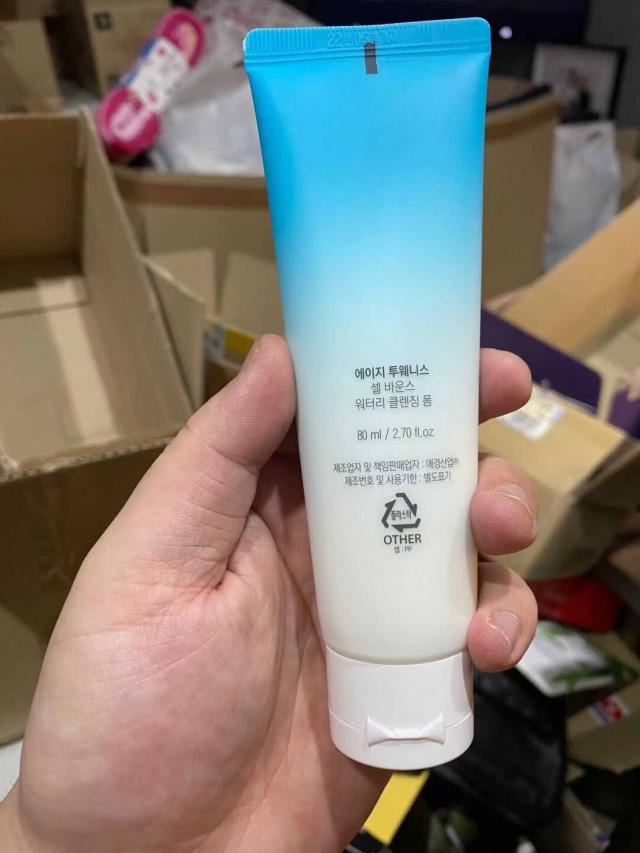 에이지 투웨니스
셀 바운스
워터리 클렌징 폼
80 ml / 2.70 fl.oz
제조업자 및 책임판매업자 : 애경산업㈜
제조번호 및 사용기한 : 별도표기
플라스틱
OTHER
캡 : PP